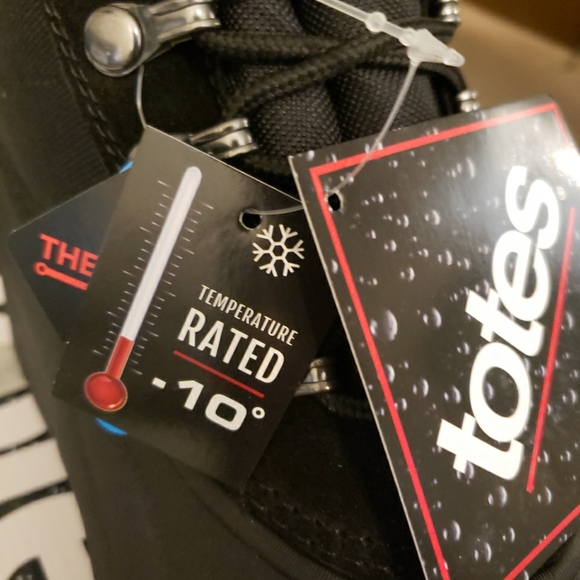 THE
TEMPERATURE
RATED
-10°
totes®